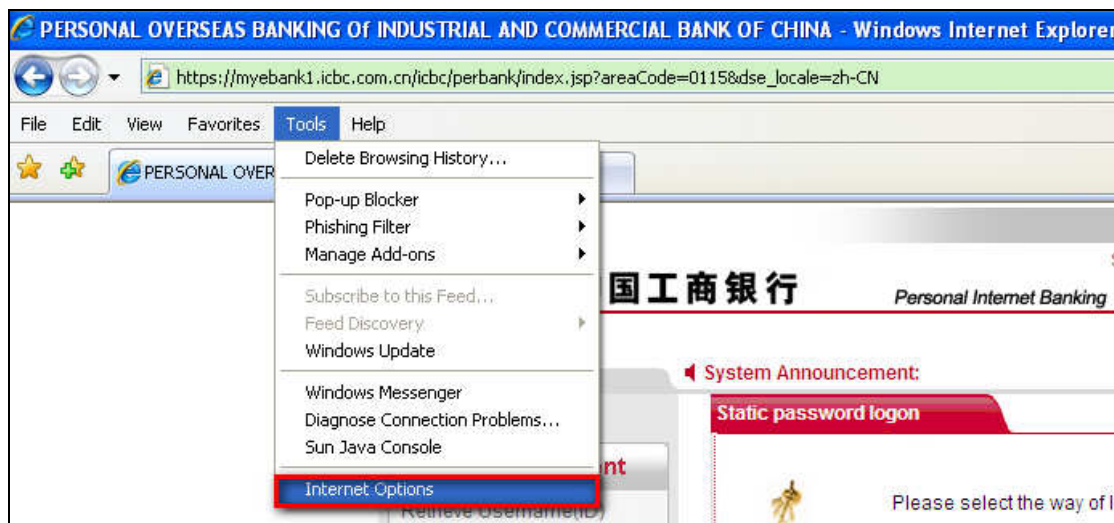 PERSONAL OVERSEAS BANKING Of INDUSTRIAL AND COMMERCIAL BANK OF CHINA - Windows Internet Explorer
https://myebank1.icbc.com.cn/icbc/perbank/index.jsp?areaCode=0115&dse_locale=zh-CN
File Edit View Favorites Tools Help
PERSONAL OVER
Delete Browsing History...
Pop-up Blocker
Phishing Filter
Manage Add-ons
Subscribe to this Feed...
Feed Discovery
Windows Update
Windows Messenger
Diagnose Connection Problems...
Sun Java Console
Internet Options
国工商银行 Personal Internet Banking
System Announcement:
Static password logon
nt
Retrieve Username(ID)
Please select the way of l